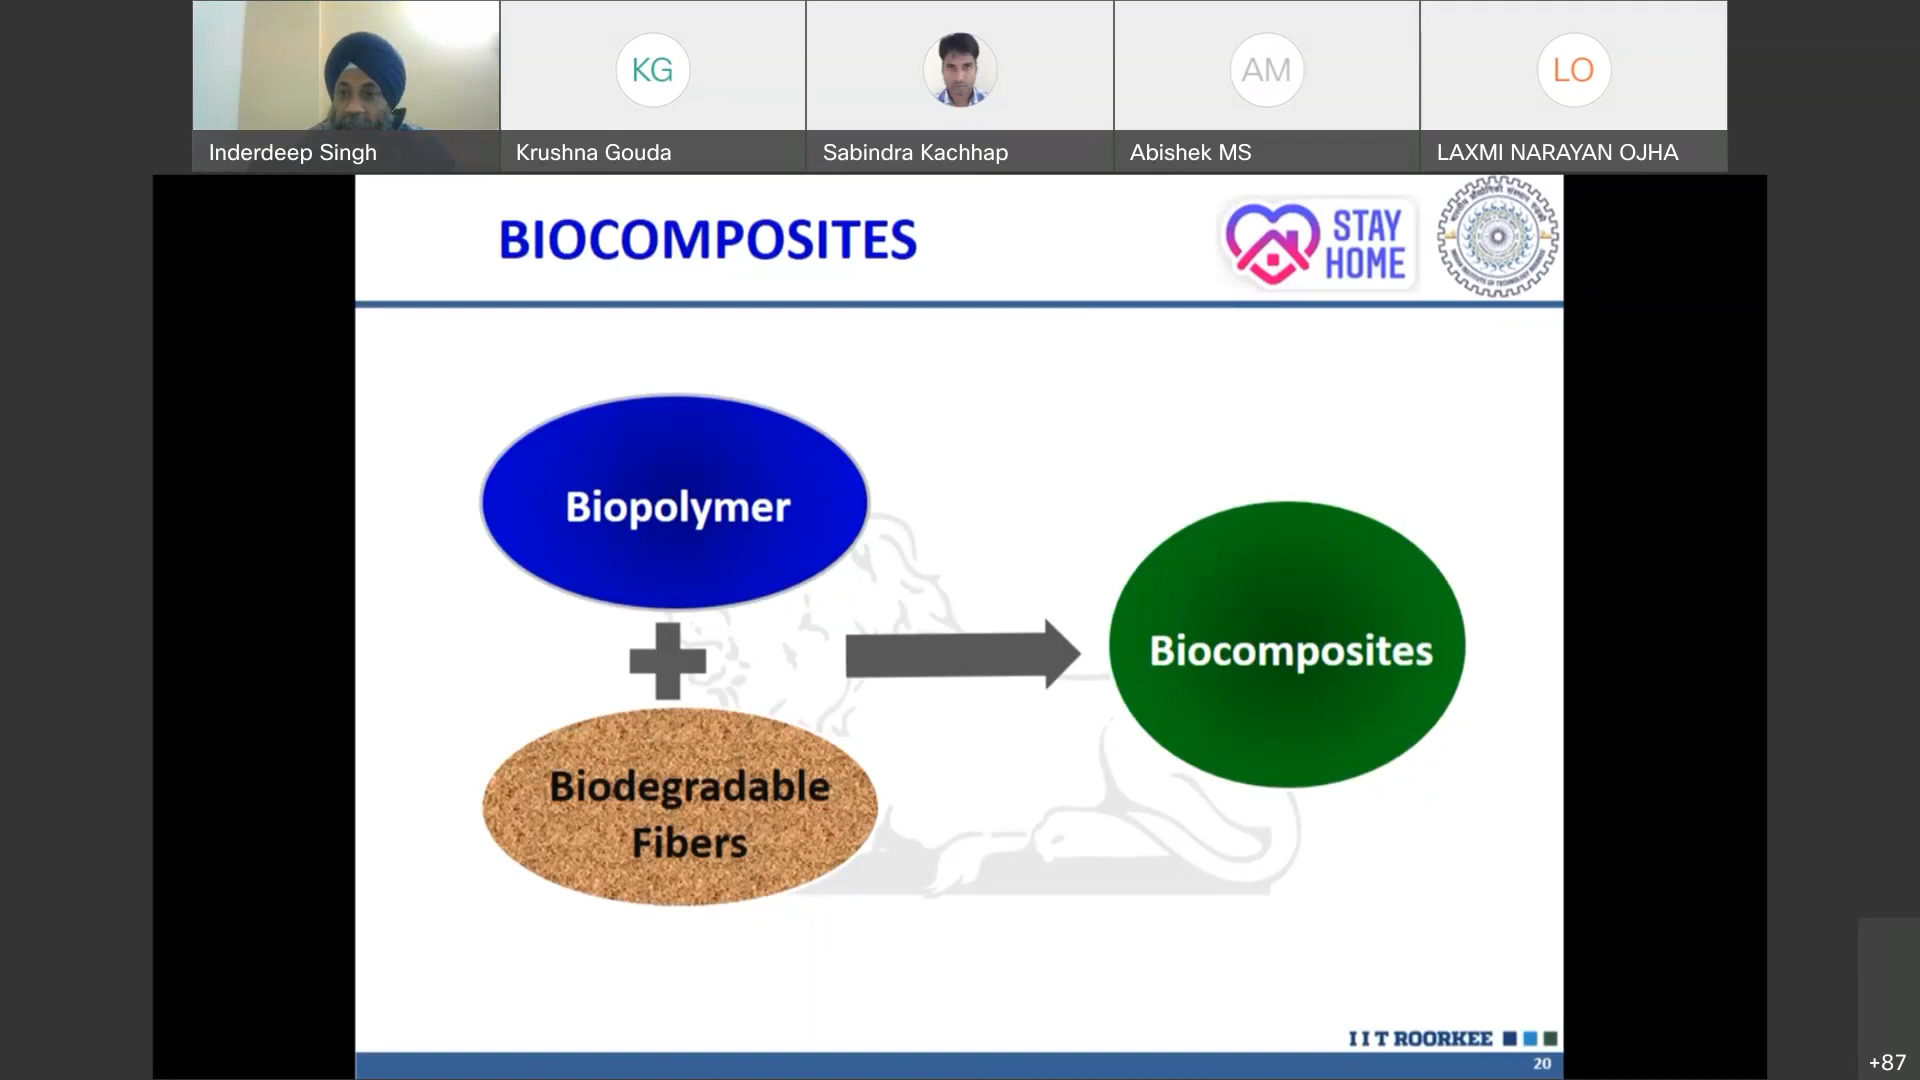 KG
AM
LO
Inderdeep Singh
Krushna Gouda
Sabindra Kachhap
Abishek MS
LAXMI NARAYAN OJHA
BIOCOMPOSITES
STAY
HOME
Biopolymer
Biocomposites
Biodegradable
Fibers
I I T ROORKEE
20
+87